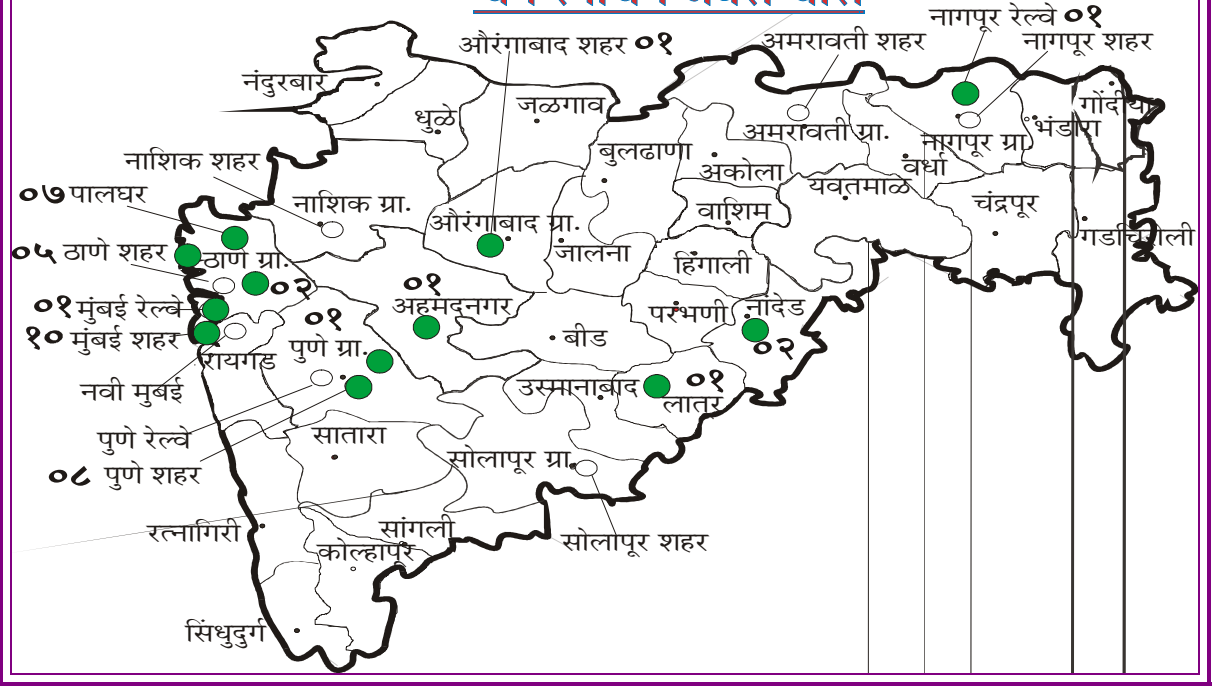 नागपूर रेल्वे ०१
औरंगाबाद शहर ०१
अमरावती शहर
नागपूर शहर
नंदुरबार
धुळे
जळगाव
गोंदीया
भंडारा
अमरावती ग्रा.
नागपूर ग्रा.
बुलढाणा
नाशिक शहर
अकोला
वर्धा
यवतमाळ
०७ पालघर
नाशिक ग्रा.
औरंगाबाद ग्रा.
वाशिम
चंद्रपूर
गडचिरोली
०५ ठाणे शहर
ठाणे ग्रा.
०२
जालना
हिंगाली
०१ मुंबई रेल्वे
०१
अहमदनगर
परभणी
नांदेड
०२
१० मुंबई शहर
०१
पुणे ग्रा.
बीड
रायगड
नवी मुबई
उस्मानाबाद
०१
लातर
पुणे रेल्वे
सातारा
०८ पुणे शहर
सोलापूर ग्रा.
रत्नागिरी
सांगली
सोलापूर शहर
कोल्हापूर
सिंधुदुर्ग